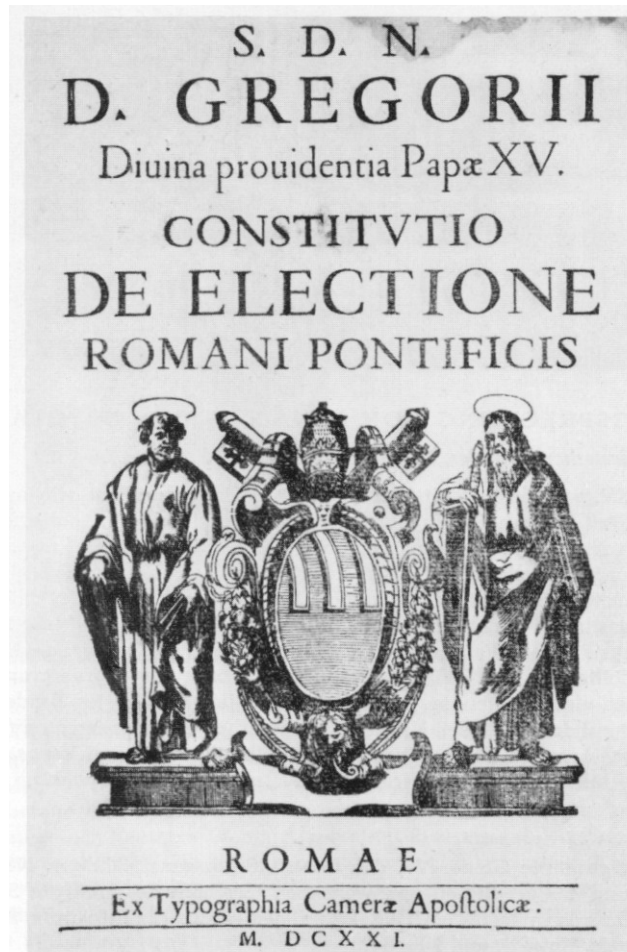 S. D. N.
D. GREGORII
Diuina prouidentia Papæ XV.
CONSTITVTIO
DE ELECTIONE
ROMANI PONTIFICIS
ROMAE
Ex Typographia Cameræ Apoſtolicæ.
M. DCXXI.